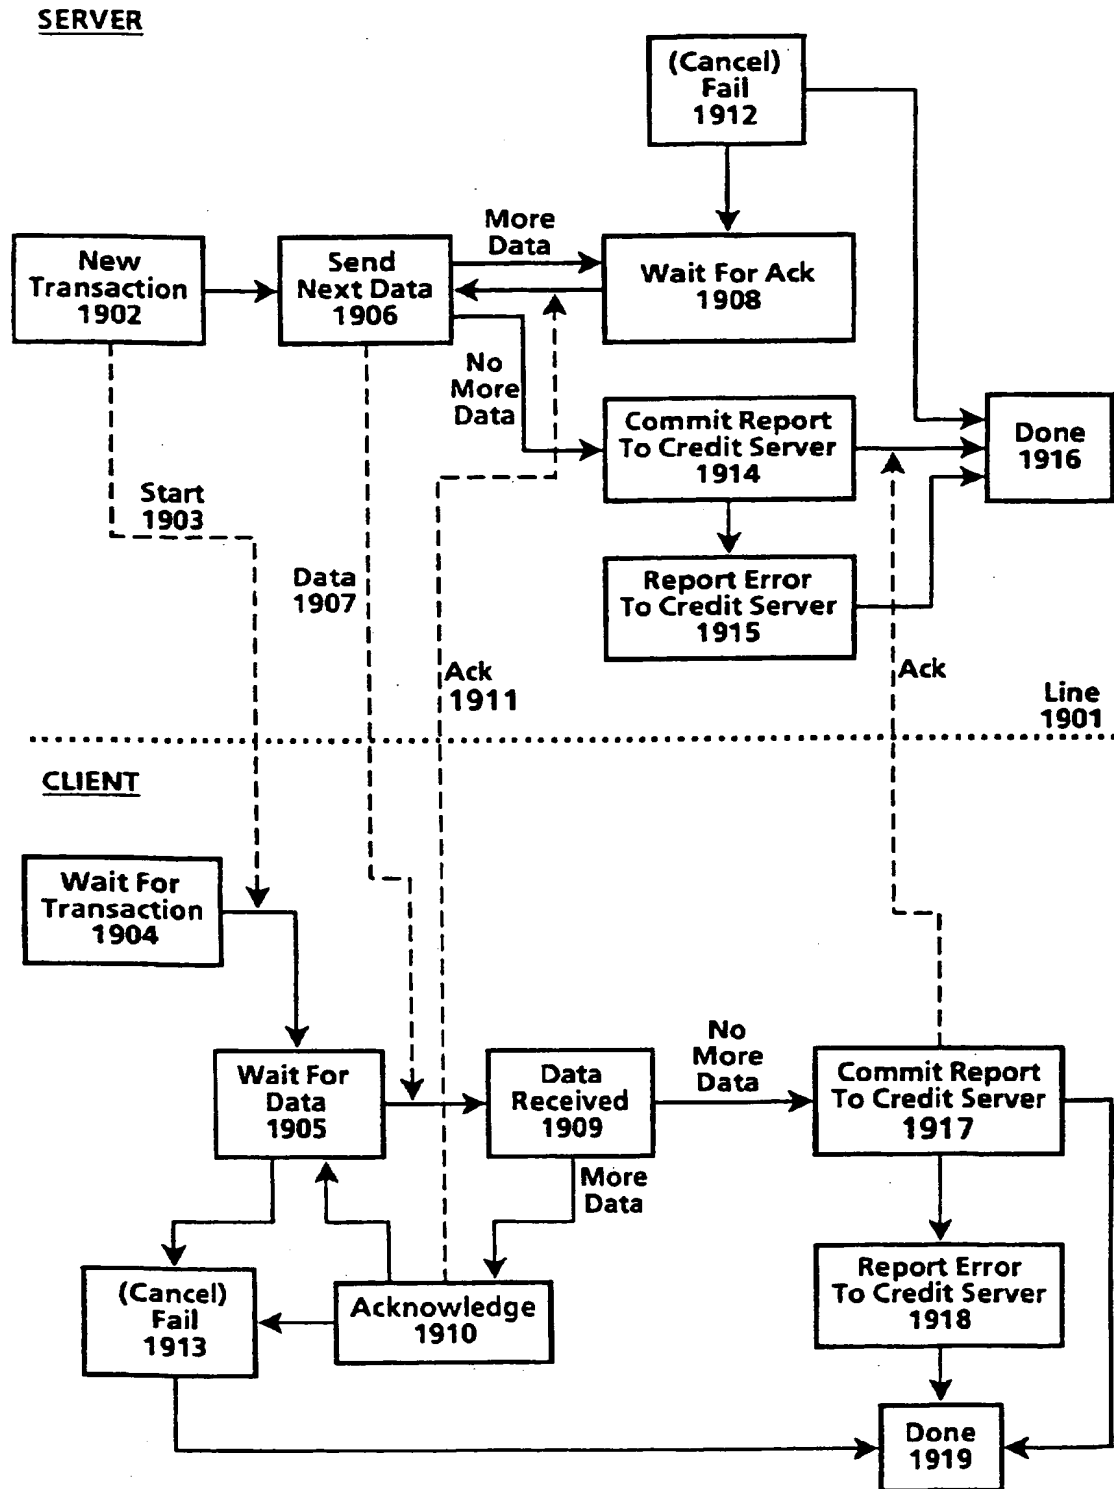 SERVER
(Cancel)
Fail
1912
New
Transaction
1902
Send
Next Data
1906
More
Data
Wait For Ack
1908
No
More
Data
Commit Report
To Credit Server
1914
Done
1916
Start
1903
Data
1907
Report Error
To Credit Server
1915
Ack
1911
Ack
Line
1901
CLIENT
Wait For
Transaction
1904
Wait For
Data
1905
Data
Received
1909
No
More
Data
Commit Report
To Credit Server
1917
More
Data
(Cancel)
Fail
1913
Acknowledge
1910
Report Error
To Credit Server
1918
Done
1919